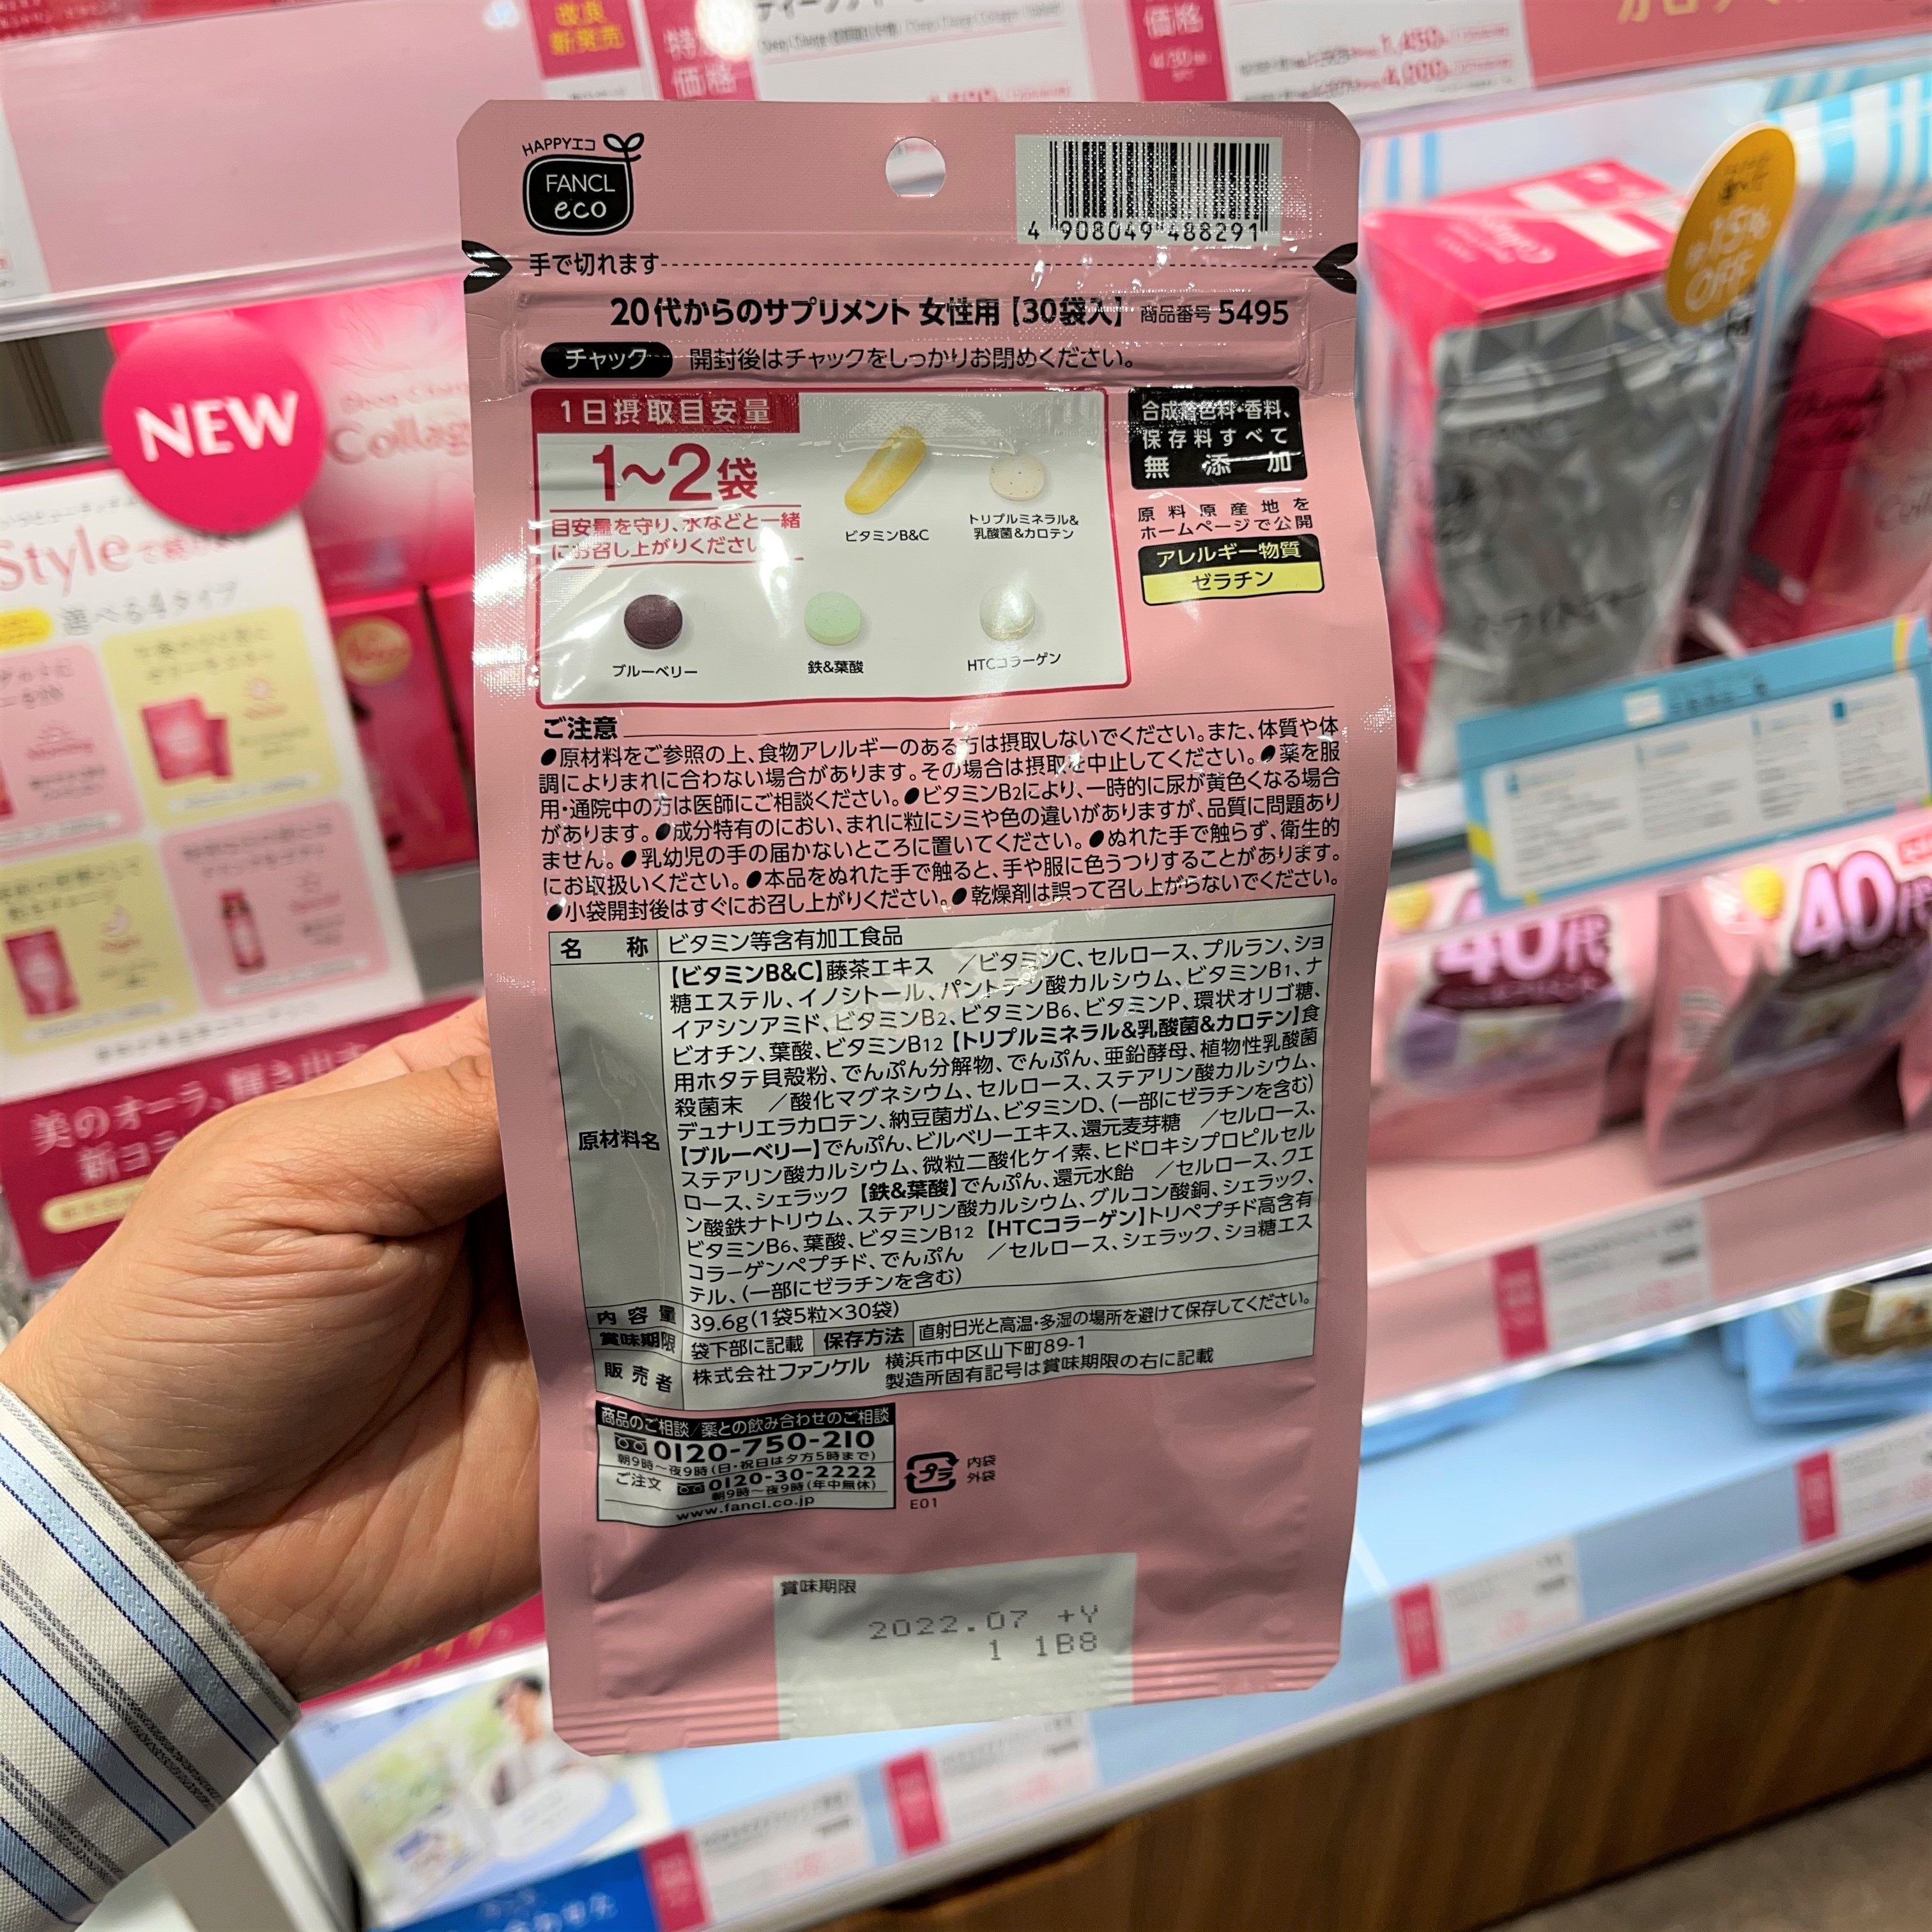 HAPPYエコ
FANCL
eco
4 908049 488291
手で切れます
20代からのサプリメント 女性用【30袋入】 商品番号 5495
チャック 開封後はチャックをしっかりお閉めください。
1日摂取目安量
1〜2袋
目安量を守り、水などと一緒
にお召し上がりください
ビタミンB&C
トリプルミネラル&
乳酸菌&カロテン
ブルーベリー
鉄&葉酸
HTCコラーゲン
合成着色料・香料、
保存料すべて
無添加
原料原産地を
ホームページで公開
アレルギー物質
ゼラチン
ご注意
●原材料をご参照の上、食物アレルギーのある方は摂取しないでください。また、体質や体
調によりまれに合わない場合があります。その場合は摂取を中止してください。●薬を服
用・通院中の方は医師にご相談ください。●ビタミンB2により、一時的に尿が黄色くなる場合
があります。●成分特有のにおい、まれに粒にシミや色の違いがありますが、品質に問題あり
ません。●乳幼児の手の届かないところに置いてください。●ぬれた手で触らず、衛生的
にお取扱いください。●本品をぬれた手で触ると、手や服に色うつりすることがあります。
●小袋開封後はすぐにお召し上がりください。●乾燥剤は誤って召し上がらないでください。
名称 ビタミン等含有加工食品
原材料名
【ビタミンB&C】藤茶エキス ／ビタミンC、セルロース、プルラン、ショ
糖エステル、イノシトール、パントテン酸カルシウム、ビタミンB1、ナ
イアシンアミド、ビタミンB2、ビタミンB6、ビタミンP、環状オリゴ糖、
ビオチン、葉酸、ビタミンB12【トリプルミネラル&乳酸菌&カロテン】食
用ホタテ貝殻粉、でんぷん分解物、でんぷん、亜鉛酵母、植物性乳酸菌
殺菌末 ／酸化マグネシウム、セルロース、ステアリン酸カルシウム、
デュナリエラカロテン、納豆菌ガム、ビタミンD、(一部にゼラチンを含む)
【ブルーベリー】でんぷん、ビルベリーエキス、還元麦芽糖 ／セルロース、
ステアリン酸カルシウム、微粒二酸化ケイ素、ヒドロキシプロピルセル
ロース、シェラック【鉄&葉酸】でんぷん、還元水飴 ／セルロース、クエ
ン酸鉄ナトリウム、ステアリン酸カルシウム、グルコン酸銅、シェラック、
ビタミンB6、葉酸、ビタミンB12【HTCコラーゲン】トリペプチド高含有
コラーゲンペプチド、でんぷん ／セルロース、シェラック、ショ糖エス
テル、(一部にゼラチンを含む)
内容量 39.6g(1袋5粒×30袋)
賞味期限 袋下部に記載 保存方法 直射日光と高温・多湿の場所を避けて保存してください。
販売者 株式会社ファンケル 横浜市中区山下町89-1
製造所固有記号は賞味期限の右に記載
商品のご相談/薬との飲み合わせのご相談
0120-750-210
朝9時〜夜9時(日・祝日は夕方5時まで)
ご注文 0120-30-2222
朝9時〜夜9時(年中無休)
www.fancl.co.jp
プラ
内袋
外袋
E01
賞味期限
2022.07 +Y
1 1B8
NEW
Collag
Style
選べる4タイプ
美のオーラ、輝き出す
改良
新発売
価格
価格
15%
OFF
40代
40代